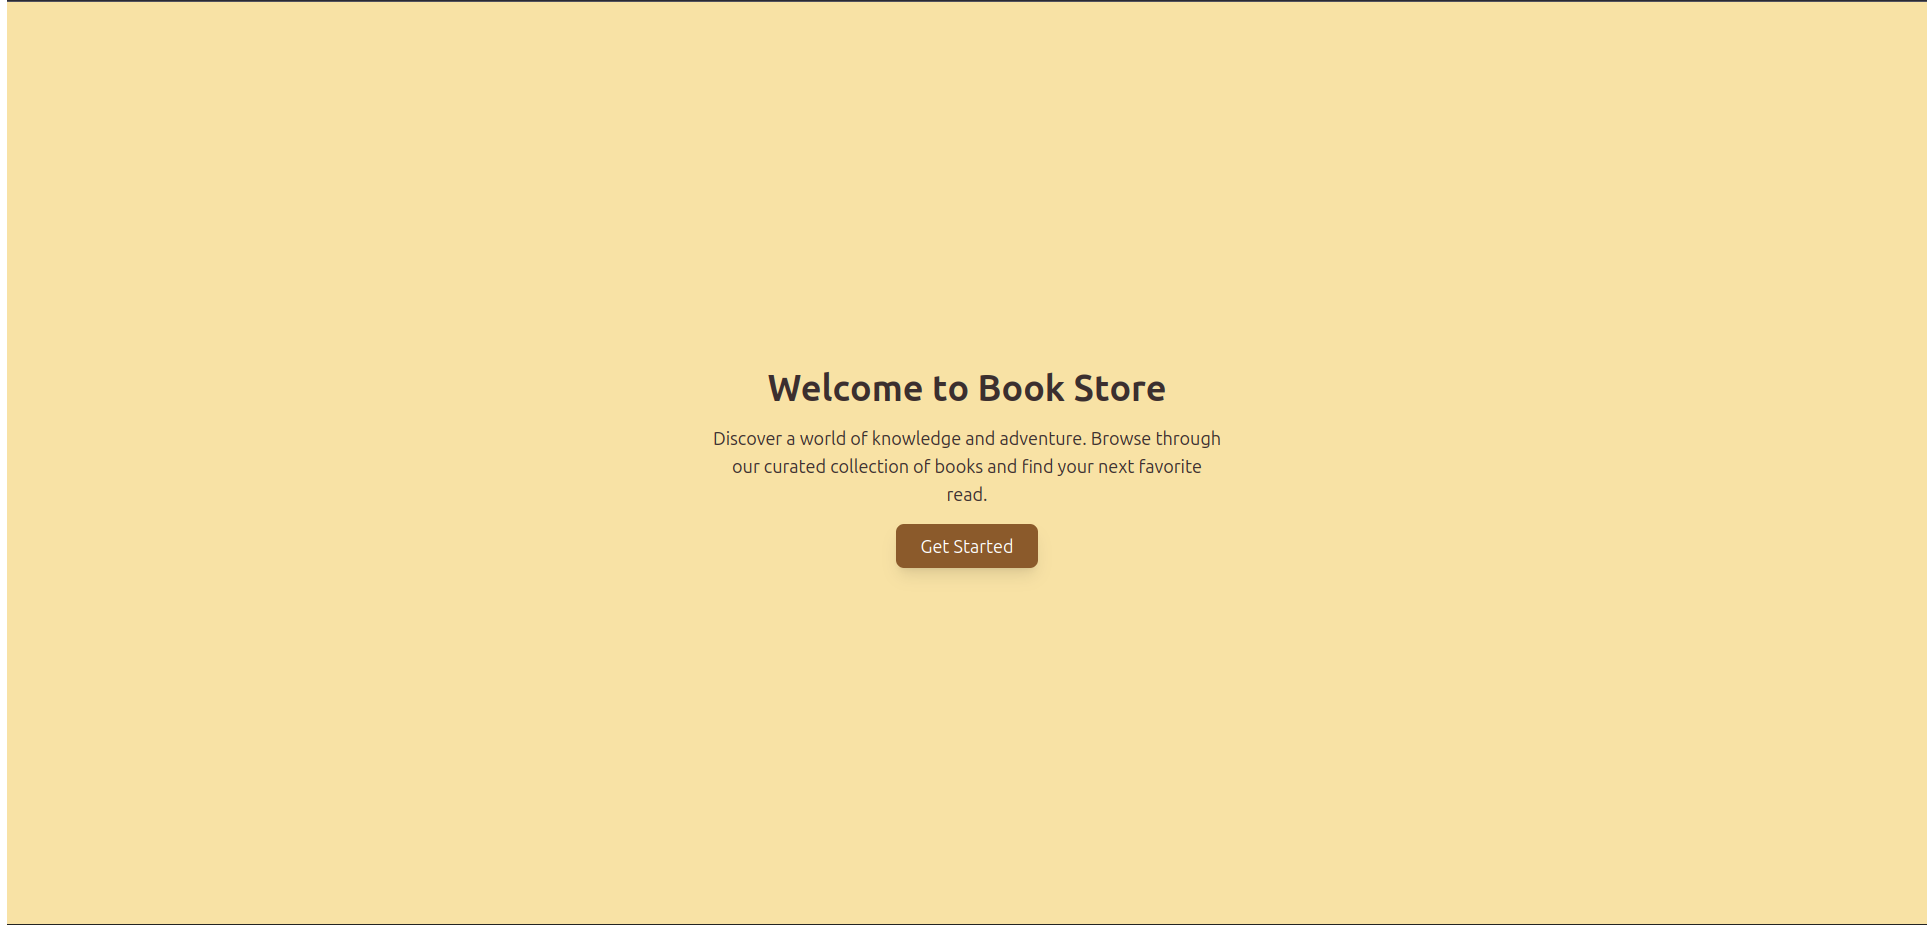 Welcome to Book Store
Discover a world of knowledge and adventure. Browse through
our curated collection of books and find your next favorite
read.
Get Started